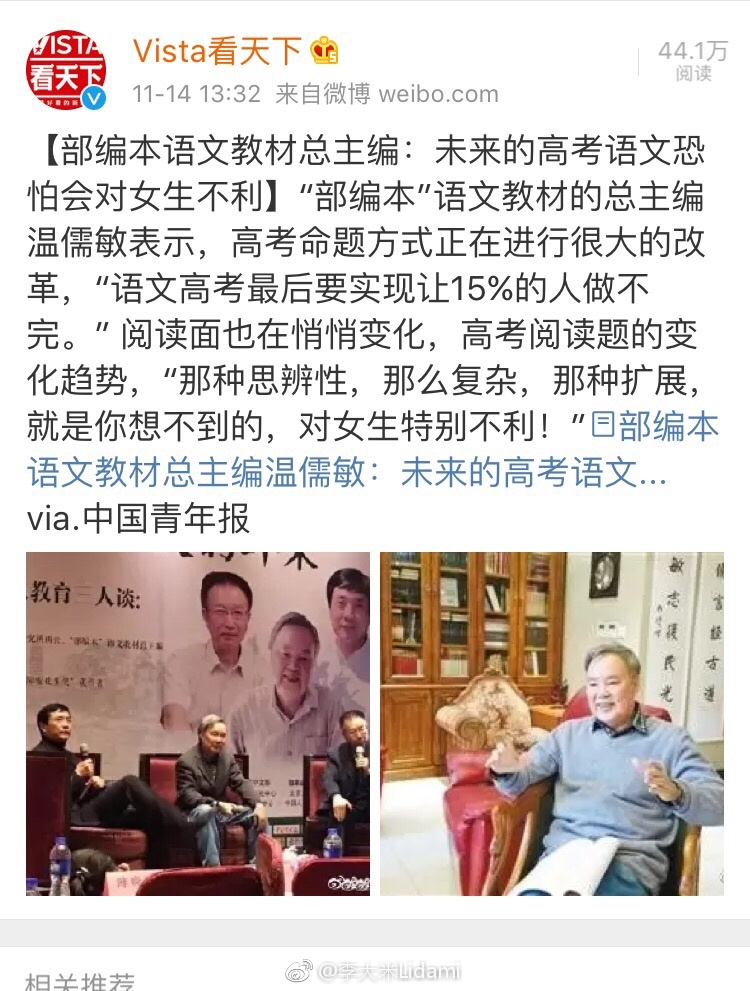 VISTA
看天下
Vista看天下
44.1万
阅读
11-14 13:32 来自微博 weibo.com
【部编本语文教材总主编：未来的高考语文恐
怕会对女生不利】“部编本”语文教材的总主编
温儒敏表示，高考命题方式正在进行很大的改
革，“语文高考最后要实现让15%的人做不
完。” 阅读面也在悄悄变化，高考阅读题的变
化趋势，“那种思辨性，那么复杂，那种扩展，
就是你想不到的，对女生特别不利！”部编本
语文教材总主编温儒敏：未来的高考语文...
via.中国青年报
教育三人谈:
敏志后民光
相关推荐
@李大米Lidami